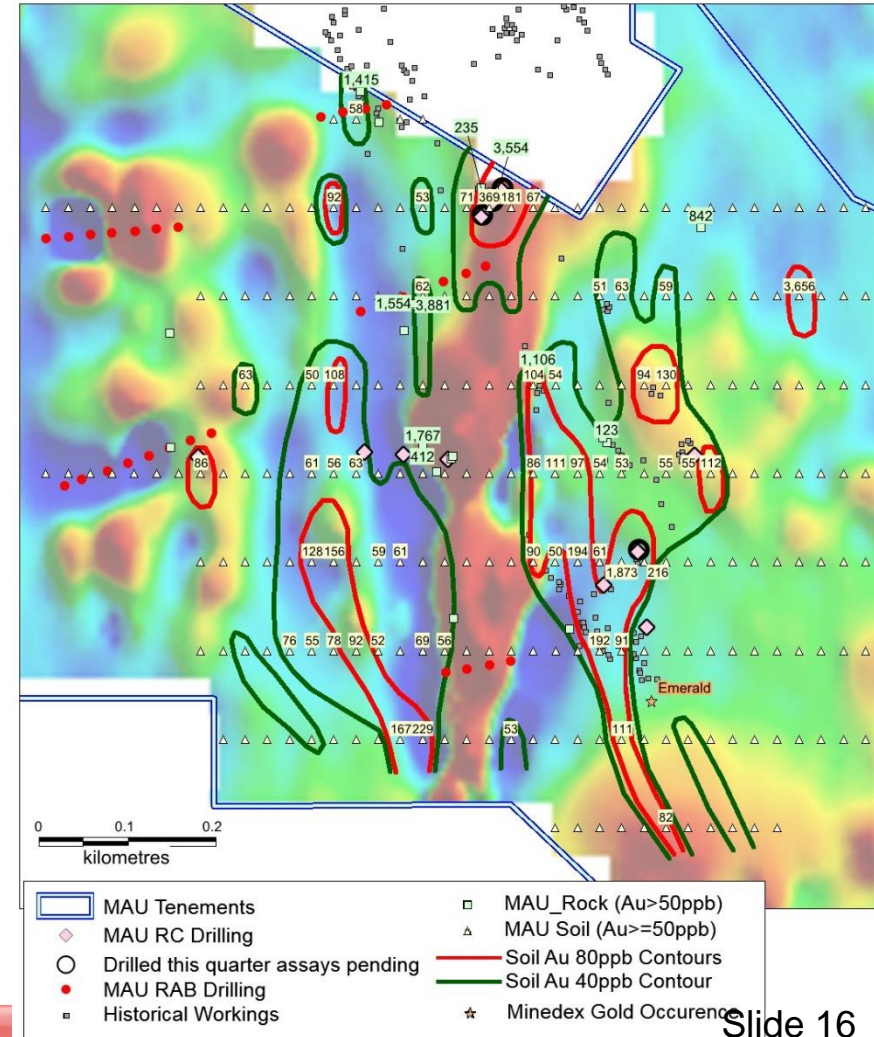 1,415
58
235
3,554
92
53
71 369 181 67
842
62
51 63 59
3,656
1,554 3,881
1,106
63
50 108
104 54
94 130
1,767
123
412
86
61 56 63
86 111 97 54 53
55 55 112
128 156
59 61
90 50 194 61
1,873 216
76 55 78 92 52
69 56
192 91
Emerald
167 229
53
111
82
0 0.1 0.2
kilometres
MAU Tenements
MAU RC Drilling
Drilled this quarter assays pending
MAU RAB Drilling
Historical Workings
MAU_Rock (Au>50ppb)
MAU Soil (Au>=50ppb)
Soil Au 80ppb Contours
Soil Au 40ppb Contour
Minedex Gold Occurence
Slide 16